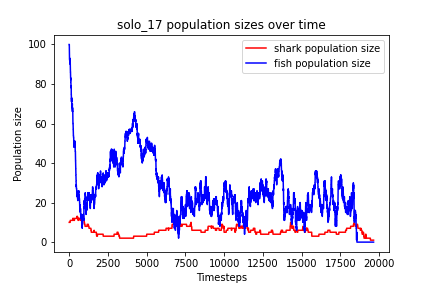 solo_17 population sizes over time
shark population size
fish population size
100
80
60
40
20
0
Population size
0 2500 5000 7500 10000 12500 15000 17500 20000
Timesteps